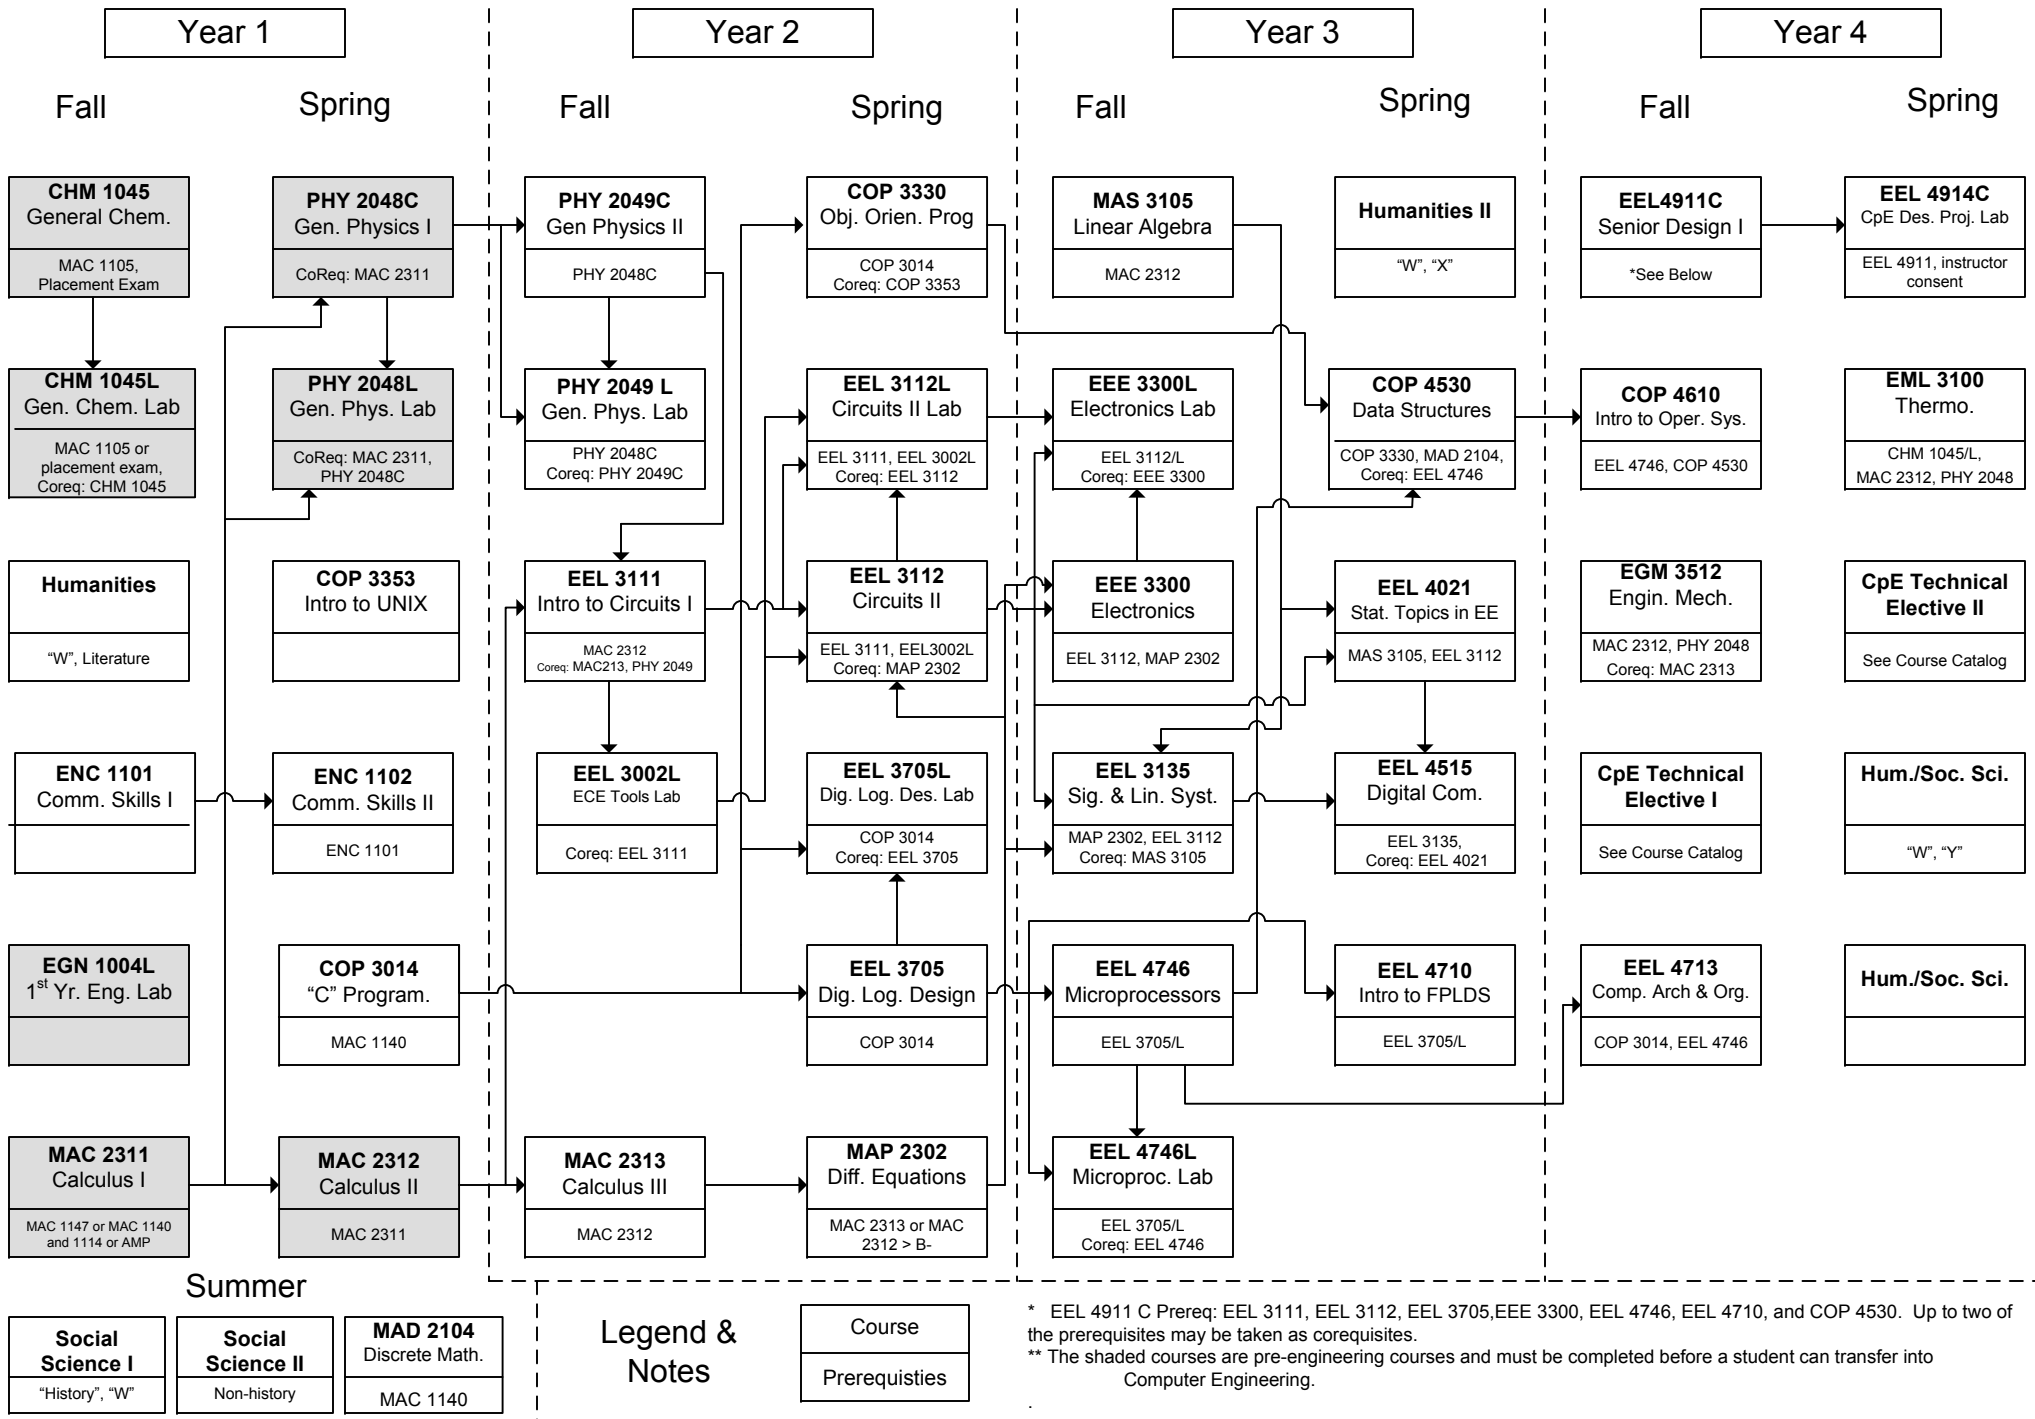 Year 1
Year 2
Year 3
Year 4
Fall
Spring
Fall
Spring
Fall
Spring
Fall
Spring
CHM 1045
General Chem.
MAC 1105,
Placement Exam
PHY 2048C
Gen. Physics I
CoReq: MAC 2311
PHY 2049C
Gen Physics II
PHY 2048C
COP 3330
Obj. Orien. Prog
COP 3014
Coreq: COP 3353
MAS 3105
Linear Algebra
MAC 2312
Humanities II
“W”, “X”
EEL4911C
Senior Design I
*See Below
EEL 4914C
CpE Des. Proj. Lab
EEL 4911, instructor
consent
CHM 1045L
Gen. Chem. Lab
MAC 1105 or
placement exam,
Coreq: CHM 1045
PHY 2048L
Gen. Phys. Lab
CoReq: MAC 2311,
PHY 2048C
PHY 2049 L
Gen. Phys. Lab
PHY 2048C
Coreq: PHY 2049C
EEL 3112L
Circuits II Lab
EEL 3111, EEL 3002L
Coreq: EEL 3112
EEE 3300L
Electronics Lab
EEL 3112/L
Coreq: EEE 3300
COP 4530
Data Structures
COP 3330, MAD 2104,
Coreq: EEL 4746
COP 4610
Intro to Oper. Sys.
EEL 4746, COP 4530
EML 3100
Thermo.
CHM 1045/L,
MAC 2312, PHY 2048
Humanities
“W”, Literature
COP 3353
Intro to UNIX
EEL 3111
Intro to Circuits I
MAC 2312
Coreq: MAC213, PHY 2049
EEL 3112
Circuits II
EEL 3111, EEL3002L
Coreq: MAP 2302
EEE 3300
Electronics
EEL 3112, MAP 2302
EEL 4021
Stat. Topics in EE
MAS 3105, EEL 3112
EGM 3512
Engin. Mech.
MAC 2312, PHY 2048
Coreq: MAC 2313
CpE Technical
Elective II
See Course Catalog
ENC 1101
Comm. Skills I
ENC 1102
Comm. Skills II
ENC 1101
EEL 3002L
ECE Tools Lab
Coreq: EEL 3111
EEL 3705L
Dig. Log. Des. Lab
COP 3014
Coreq: EEL 3705
EEL 3135
Sig. & Lin. Syst.
MAP 2302, EEL 3112
Coreq: MAS 3105
EEL 4515
Digital Com.
EEL 3135,
Coreq: EEL 4021
CpE Technical
Elective I
See Course Catalog
Hum./Soc. Sci.
“W”, “Y”
EGN 1004L
1st Yr. Eng. Lab
COP 3014
“C” Program.
MAC 1140
EEL 3705
Dig. Log. Design
COP 3014
EEL 4746
Microprocessors
EEL 3705/L
EEL 4710
Intro to FPLDS
EEL 3705/L
EEL 4713
Comp. Arch & Org.
COP 3014, EEL 4746
Hum./Soc. Sci.
MAC 2311
Calculus I
MAC 1147 or MAC 1140
and 1114 or AMP
MAC 2312
Calculus II
MAC 2311
MAC 2313
Calculus III
MAC 2312
MAP 2302
Diff. Equations
MAC 2313 or MAC
2312 > B-
EEL 4746L
Microproc. Lab
EEL 3705/L
Coreq: EEL 4746
Summer
Social
Science I
“History”, “W”
Social
Science II
Non-history
MAD 2104
Discrete Math.
MAC 1140
Legend &
Notes
Course
Prerequisties
* EEL 4911 C Prereq: EEL 3111, EEL 3112, EEL 3705,EEE 3300, EEL 4746, EEL 4710, and COP 4530. Up to two of
the prerequisites may be taken as corequisites.
** The shaded courses are pre-engineering courses and must be completed before a student can transfer into
Computer Engineering.
.